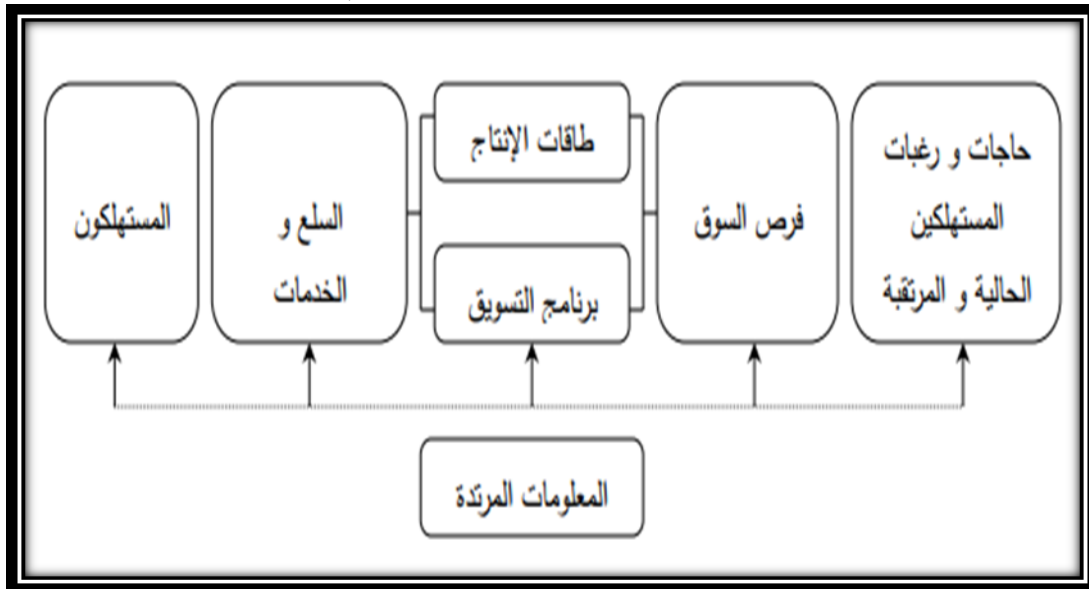 حاجات و رغبات
المستهلكين
الحالية و المرتقبة
فرص السوق
طاقات الإنتاج
برنامج التسويق
السلع و
الخدمات
المستهلكون
المعلومات المرتدة